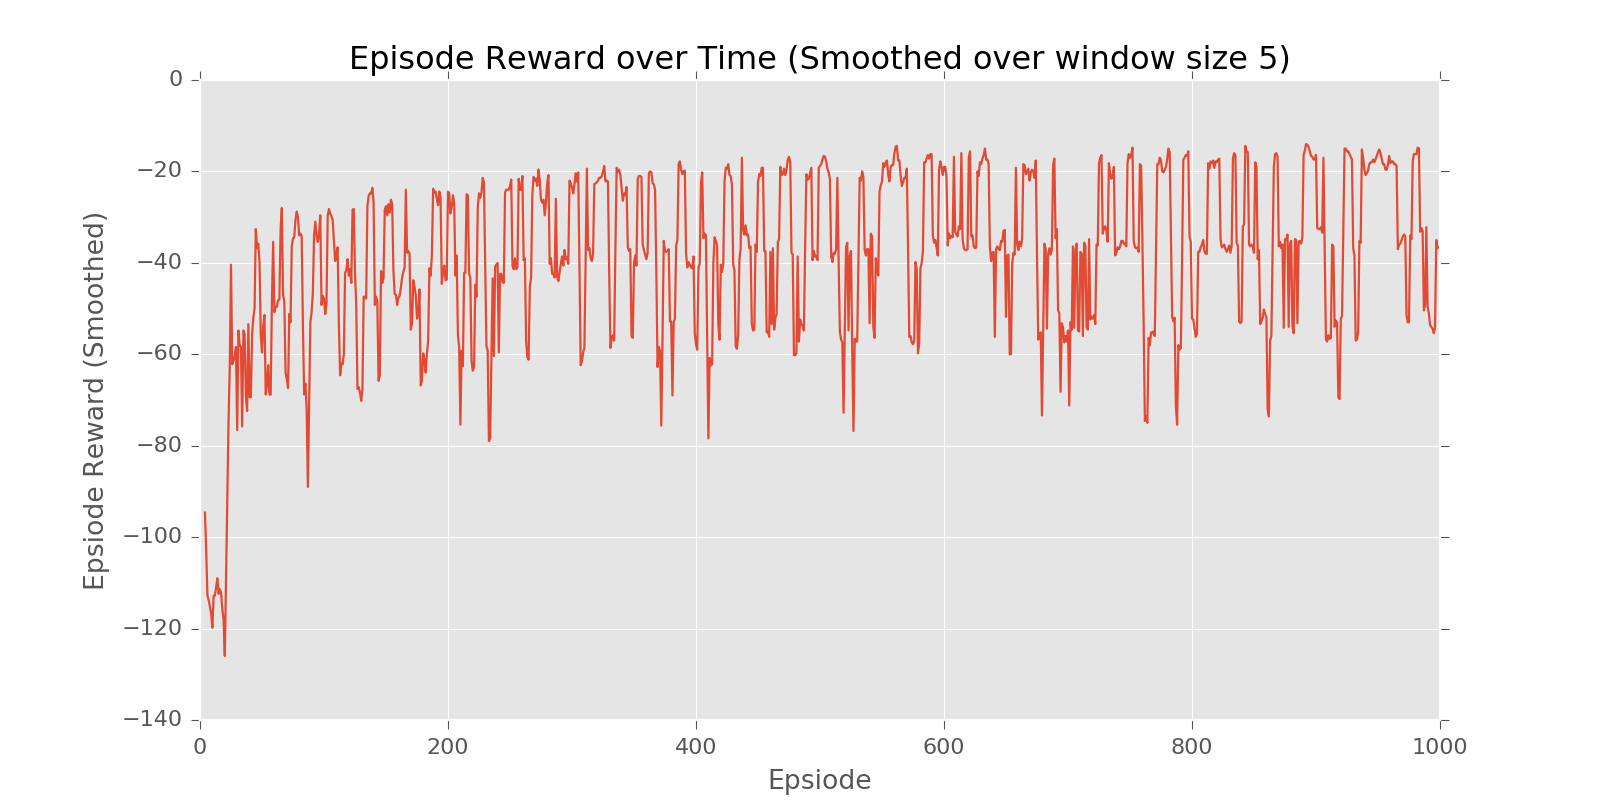 Episode Reward over Time (Smoothed over window size 5)
Epsiode Reward (Smoothed)
0
−20
−40
−60
−80
−100
−120
−140
0 200 400 600 800 1000
Epsiode